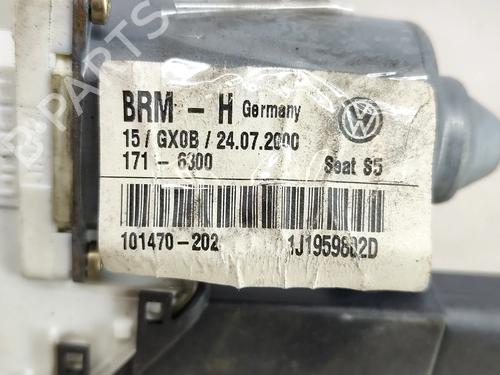 BRM - H Germany
15 / GX0B / 24.07.2000
171 - 6300 Seat S5
101470-202 1J1959802D
B-PARTS